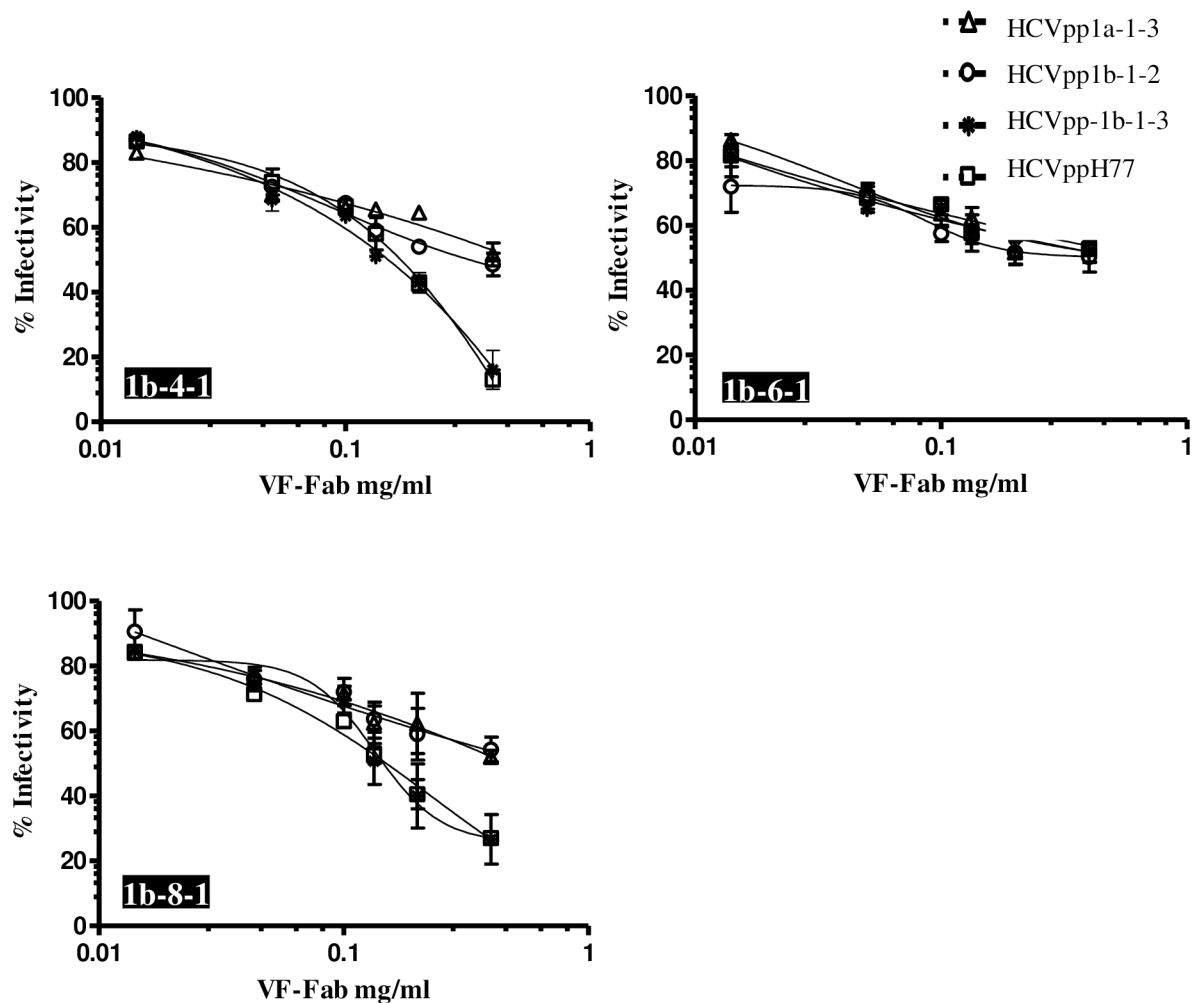 HCVpp1a-1-3
HCVpp1b-1-2
HCVpp-1b-1-3
HCVppH77
100
80
60
40
20
0
% Infectivity
1b-4-1
0.01
0.1
1
VF-Fab mg/ml
100
80
60
40
20
0
% Infectivity
1b-6-1
0.01
0.1
1
VF-Fab mg/ml
100
80
60
40
20
0
% Infectivity
1b-8-1
0.01
0.1
1
VF-Fab mg/ml